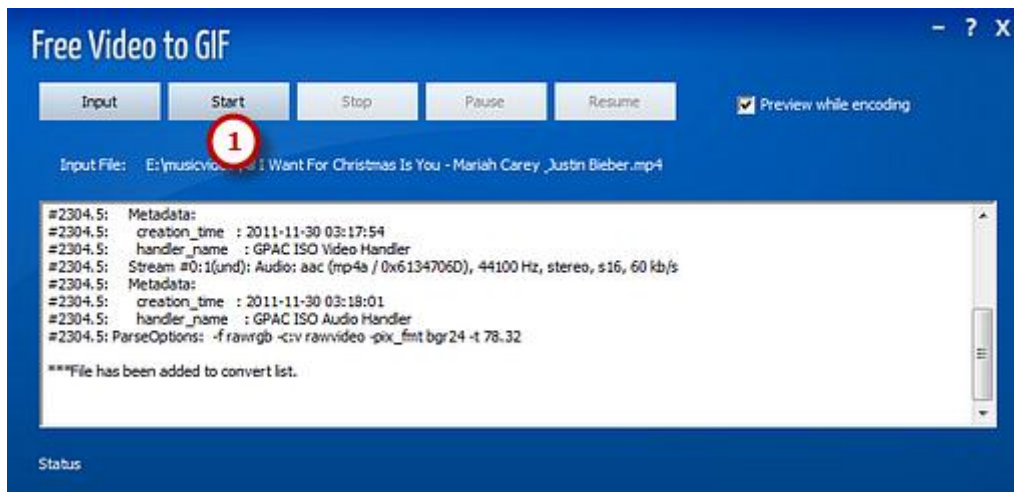 Free Video to GIF
– ? X
Input Start Stop Pause Resume Preview while encoding
1
Input File: E:\musicvid I Want For Christmas Is You - Mariah Carey ,Justin Bieber.mp4
#2304.5: Metadata:
#2304.5: creation_time : 2011-11-30 03:17:54
#2304.5: handler_name : GPAC ISO Video Handler
#2304.5: Stream #0:1(und): Audio: aac (mp4a / 0x6134706D), 44100 Hz, stereo, s16, 60 kb/s
#2304.5: Metadata:
#2304.5: creation_time : 2011-11-30 03:18:01
#2304.5: handler_name : GPAC ISO Audio Handler
#2304.5: ParseOptions: -f rawrgb -c:v rawvideo -pix_fmt bgr24 -t 78.32
***File has been added to convert list.
Status